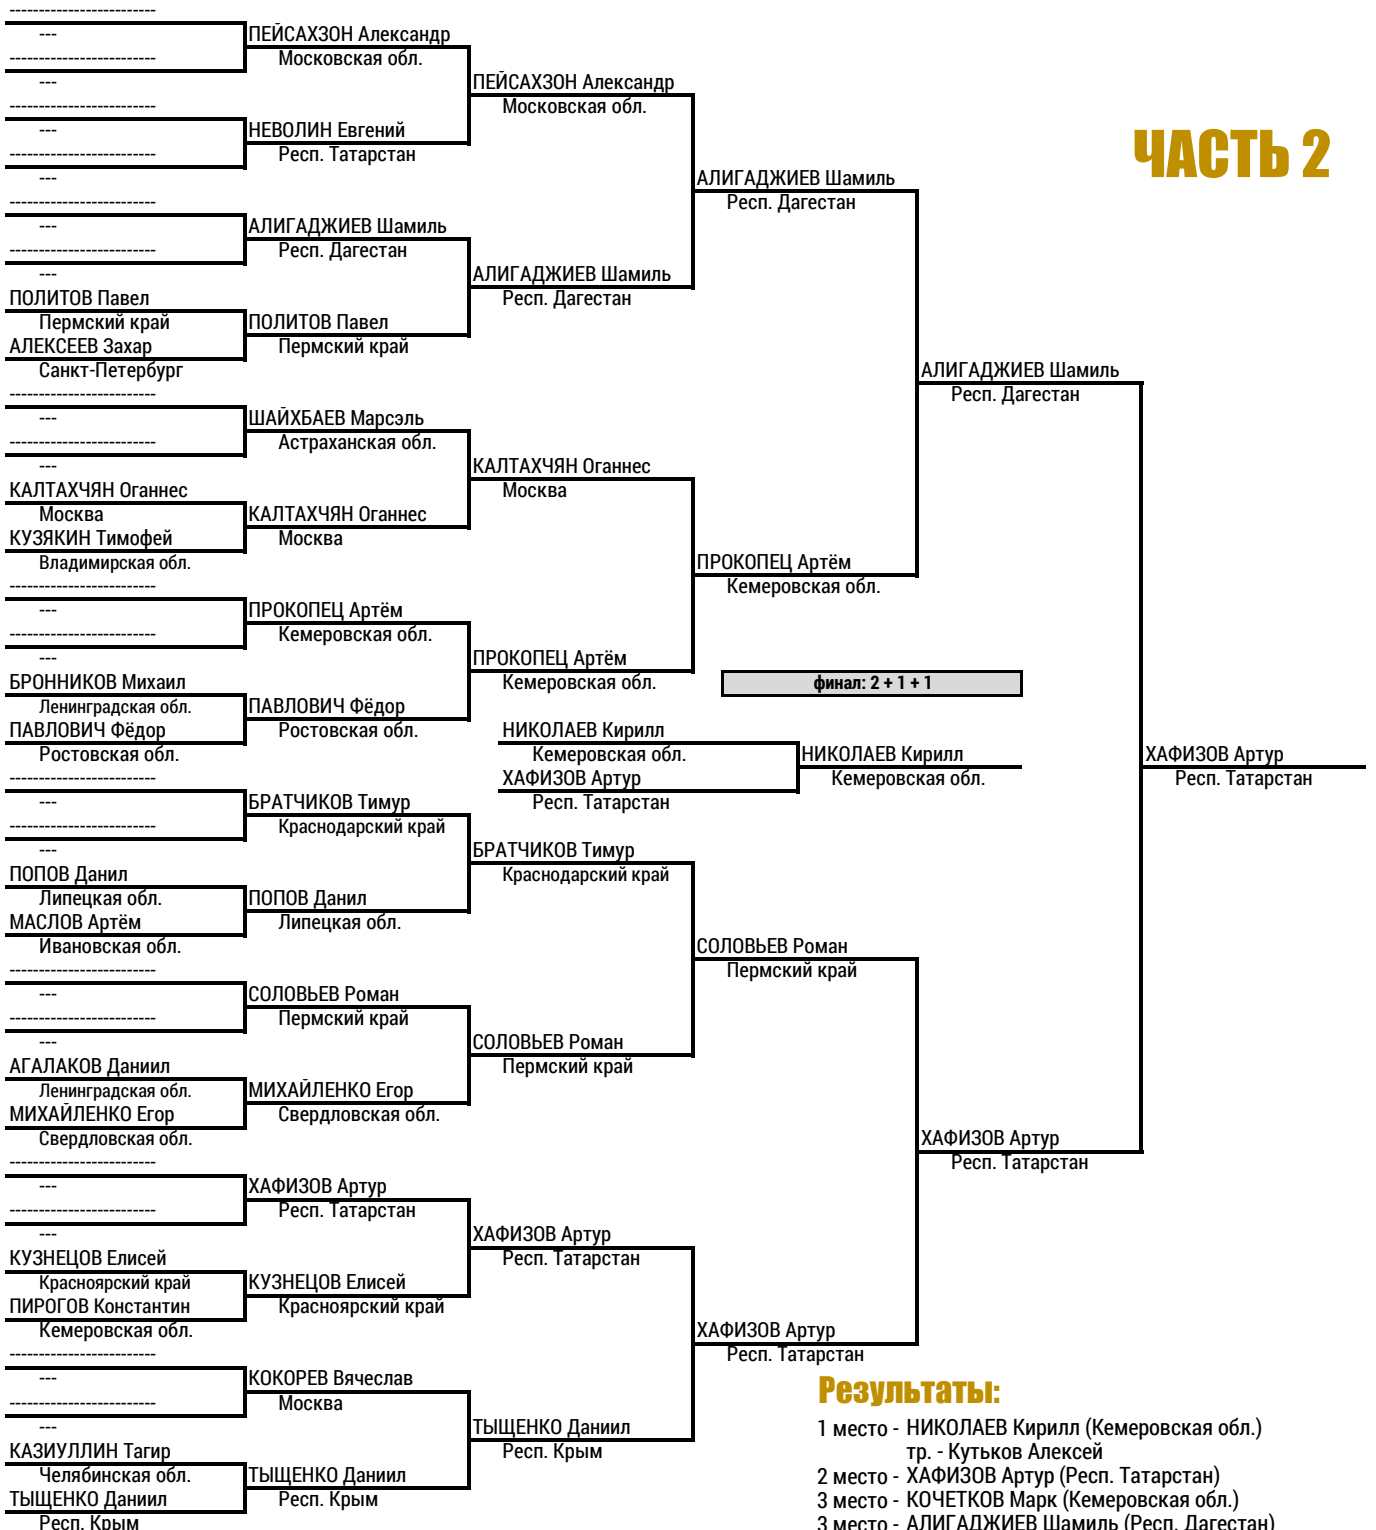 --------------------------
---
ПЕЙСАХЗОН Александр
--------------------------
Московская обл.
---
ПЕЙСАХЗОН Александр
--------------------------
Московская обл.
---
НЕВОЛИН Евгений
--------------------------
Респ. Татарстан
ЧАСТЬ 2
---
АЛИГАДЖИЕВ Шамиль
--------------------------
Респ. Дагестан
---
АЛИГАДЖИЕВ Шамиль
--------------------------
Респ. Дагестан
---
АЛИГАДЖИЕВ Шамиль
ПОЛИТОВ Павел
Респ. Дагестан
Пермский край
ПОЛИТОВ Павел
АЛЕКСЕЕВ Захар
Пермский край
Санкт-Петербург
АЛИГАДЖИЕВ Шамиль
--------------------------
Респ. Дагестан
---
ШАЙХБАЕВ Марсэль
--------------------------
Астраханская обл.
---
КАЛТАХЧЯН Оганнес
КАЛТАХЧЯН Оганнес
Москва
Москва
КАЛТАХЧЯН Оганнес
КУЗЯКИН Тимофей
Москва
Владимирская обл.
ПРОКОПЕЦ Артём
--------------------------
Кемеровская обл.
---
ПРОКОПЕЦ Артём
--------------------------
Кемеровская обл.
---
ПРОКОПЕЦ Артём
БРОННИКОВ Михаил
Кемеровская обл.
финал: 2 + 1 + 1
Ленинградская обл.
ПАВЛОВИЧ Фёдор
ПАВЛОВИЧ Фёдор
Ростовская обл.
НИКОЛАЕВ Кирилл
Ростовская обл.
Кемеровская обл.
НИКОЛАЕВ Кирилл
ХАФИЗОВ Артур
--------------------------
ХАФИЗОВ Артур
Кемеровская обл.
Респ. Татарстан
---
БРАТЧИКОВ Тимур
Респ. Татарстан
--------------------------
Краснодарский край
---
БРАТЧИКОВ Тимур
ПОПОВ Данил
Краснодарский край
Липецкая обл.
ПОПОВ Данил
МАСЛОВ Артём
Липецкая обл.
Ивановская обл.
СОЛОВЬЕВ Роман
--------------------------
Пермский край
---
СОЛОВЬЕВ Роман
--------------------------
Пермский край
---
СОЛОВЬЕВ Роман
АГАЛАКОВ Даниил
Пермский край
Ленинградская обл.
МИХАЙЛЕНКО Егор
МИХАЙЛЕНКО Егор
Свердловская обл.
Свердловская обл.
ХАФИЗОВ Артур
--------------------------
Респ. Татарстан
---
ХАФИЗОВ Артур
--------------------------
Респ. Татарстан
---
ХАФИЗОВ Артур
КУЗНЕЦОВ Елисей
Респ. Татарстан
Красноярский край
КУЗНЕЦОВ Елисей
ПИРОГОВ Константин
Красноярский край
Кемеровская обл.
ХАФИЗОВ Артур
--------------------------
Респ. Татарстан
---
КОКОРЕВ Вячеслав
--------------------------
Москва
---
ТЫЩЕНКО Даниил
КАЗИУЛЛИН Тагир
Респ. Крым
Челябинская обл.
ТЫЩЕНКО Даниил
ТЫЩЕНКО Даниил
Респ. Крым
Респ. Крым
Результаты:
1 место - НИКОЛАЕВ Кирилл (Кемеровская обл.)
тр. - Кутьков Алексей
2 место - ХАФИЗОВ Артур (Респ. Татарстан)
3 место - КОЧЕТКОВ Марк (Кемеровская обл.)
3 место - АЛИГАДЖИЕВ Шамиль (Респ. Дагестан)